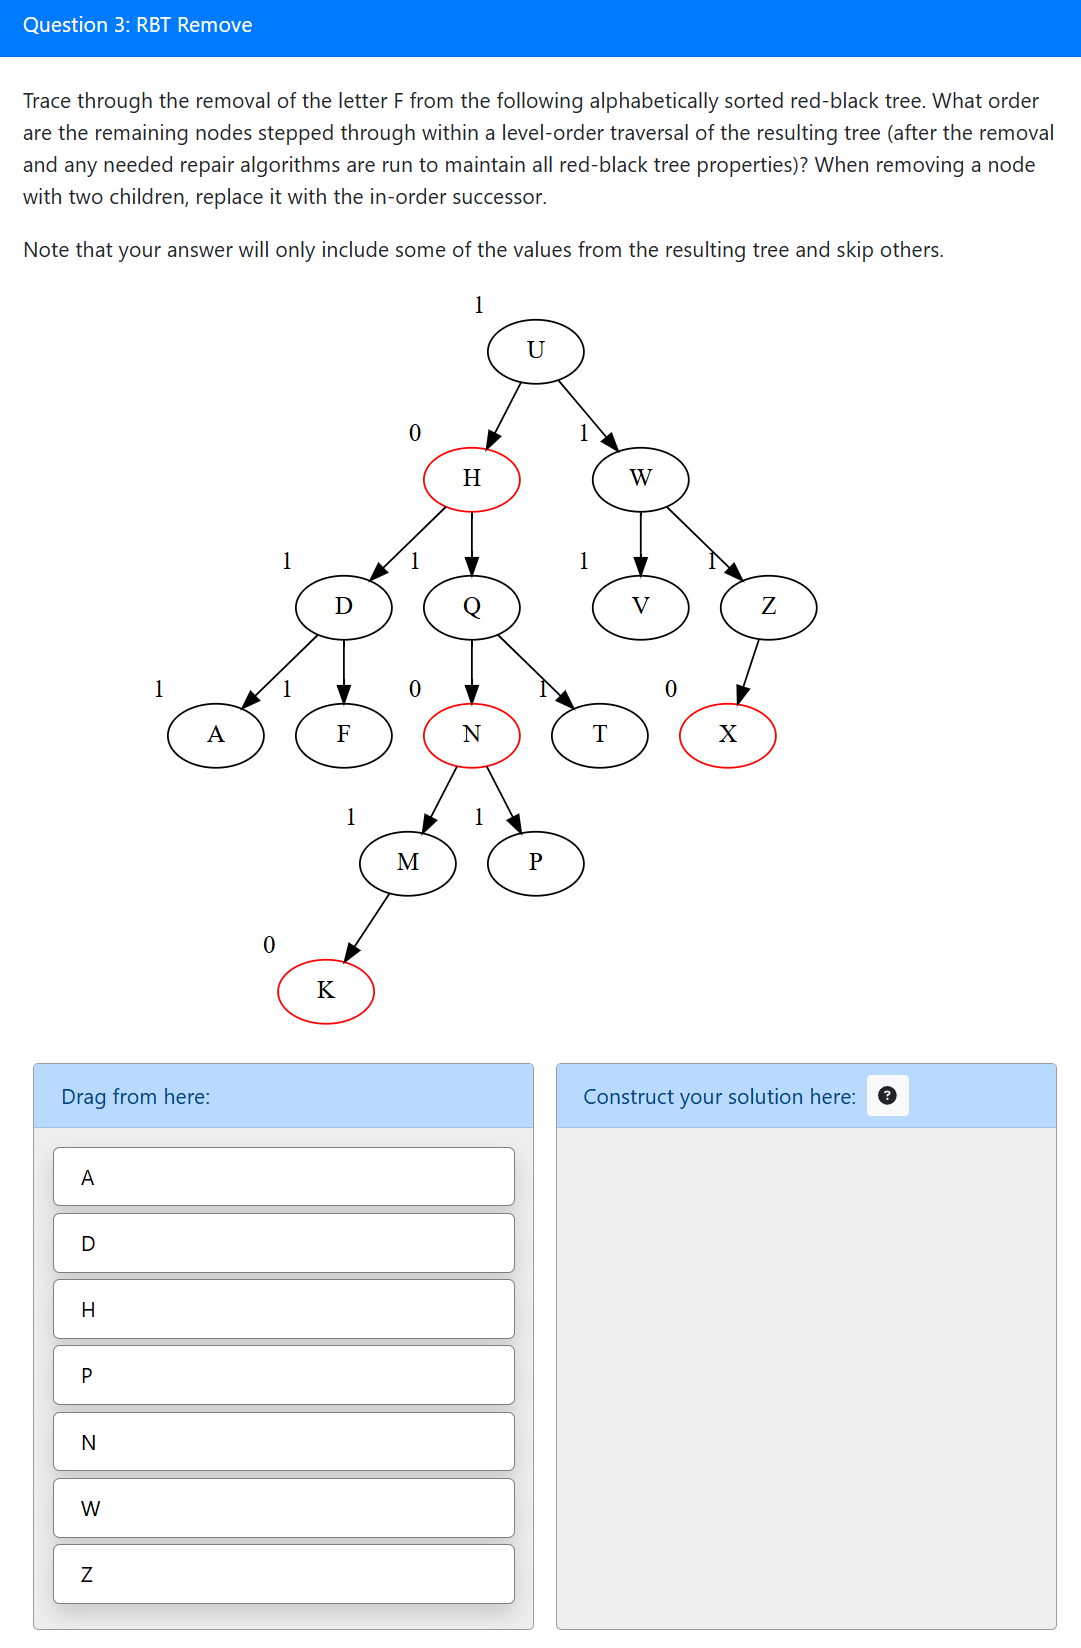 Question 3: RBT Remove
Trace through the removal of the letter F from the following alphabetically sorted red-black tree. What order
are the remaining nodes stepped through within a level-order traversal of the resulting tree (after the removal
and any needed repair algorithms are run to maintain all red-black tree properties)? When removing a node
with two children, replace it with the in-order successor.
Note that your answer will only include some of the values from the resulting tree and skip others.
1
U
0 1
H W
1 1 1 1
D Q V Z
1 1 0 1 0
A F N T X
1 1
M P
0
K
Drag from here:
Construct your solution here: ?
A
D
H
P
N
W
Z